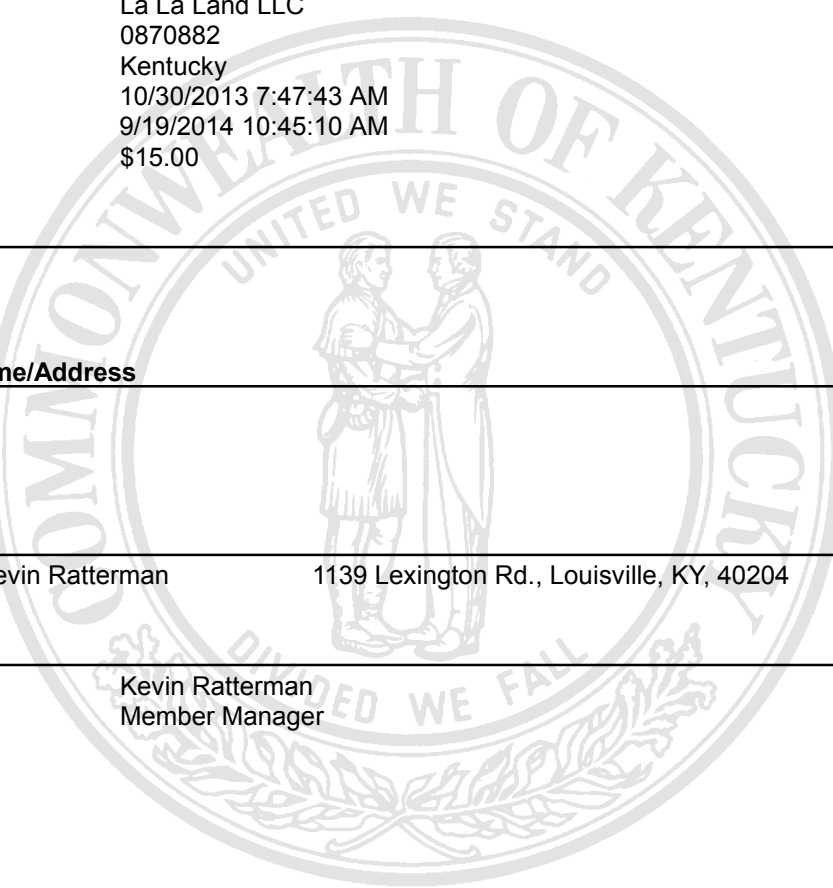 La La Land LLC
0870882
Kentucky
10/30/2013 7:47:43 AM
9/19/2014 10:45:10 AM
$15.00
COMMONWEALTH OF KENTUCKY
UNITED WE STAND
me/Address
evin Ratterman 1139 Lexington Rd., Louisville, KY, 40204
DIVIDED WE FALL
Kevin Ratterman
Member Manager